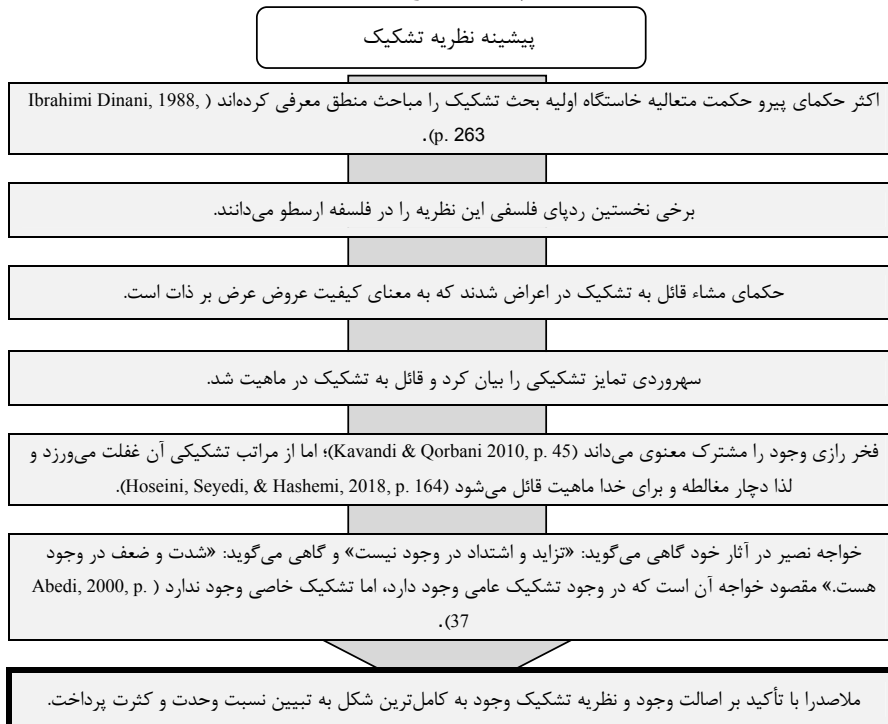 پیشینه نظریه تشکیک
اکثر حکمای پیرو حکمت متعالیه خاستگاه اولیه بحث تشکیک را مباحث منطق معرفی کرده‌اند (Ibrahimi Dinani, 1988,
p. 263).
برخی نخستین ردپای فلسفی این نظریه را در فلسفه ارسطو می‌دانند.
حکمای مشاء قائل به تشکیک در اعراض شدند که به معنای کیفیت عروض عرض بر ذات است.
سهروردی تمایز تشکیکی را بیان کرد و قائل به تشکیک در ماهیت شد.
فخر رازی وجود را مشترک معنوی می‌داند (Kavandi & Qorbani 2010, p. 45)؛ اما از مراتب تشکیکی آن غفلت می‌ورزد و
لذا دچار مغالطه و برای خدا ماهیت قائل می‌شود (Hoseini, Seyedi, & Hashemi, 2018, p. 164).
خواجه نصیر در آثار خود گاهی می‌گوید: «تزاید و اشتداد در وجود نیست» و گاهی می‌گوید: «شدت و ضعف در وجود
هست.» مقصود خواجه آن است که در وجود تشکیک عامی وجود دارد، اما تشکیک خاصی وجود ندارد (Abedi, 2000, p.
37).
ملاصدرا با تأکید بر اصالت وجود و نظریه تشکیک وجود به کامل‌ترین شکل به تبیین نسبت وحدت و کثرت پرداخت.